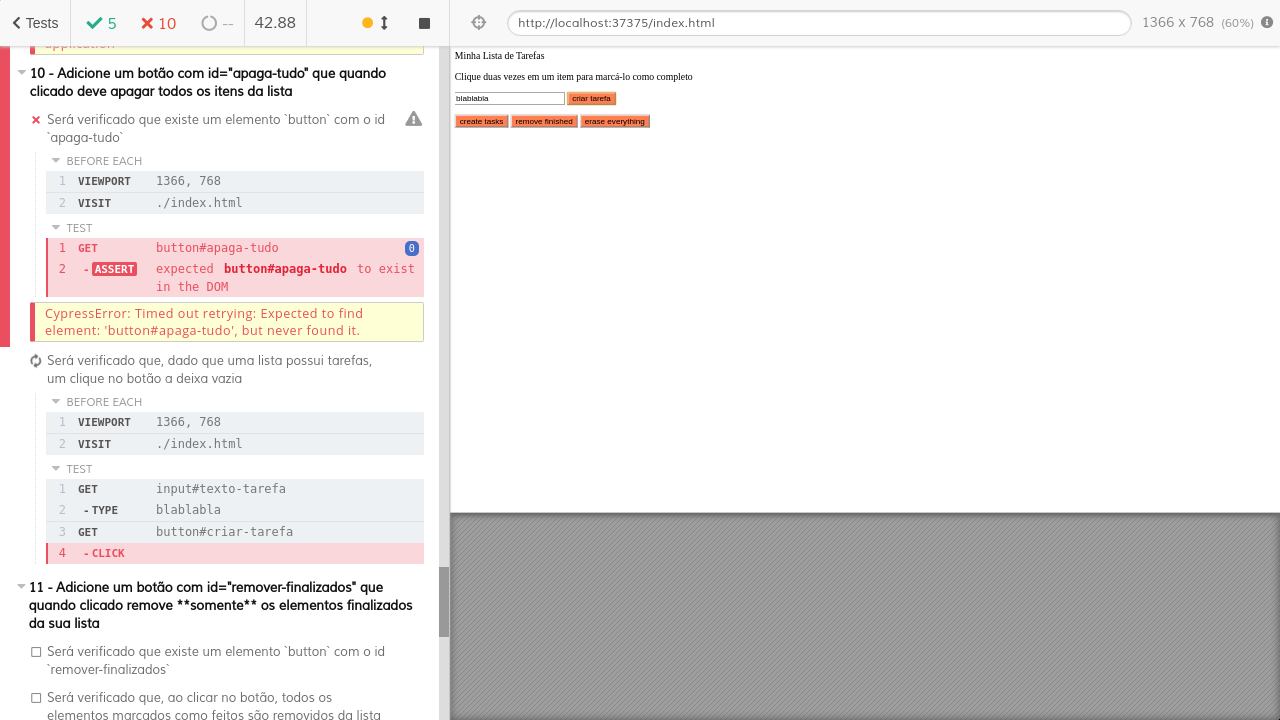 Tests
5
10
--
42.88
http://localhost:37375/index.html
1366 x 768 (60%)
application
10 - Adicione um botão com id="apaga-tudo" que quando
clicado deve apagar todos os itens da lista
Será verificado que existe um elemento `button` com o id
`apaga-tudo`
BEFORE EACH
1 VIEWPORT 1366, 768
2 VISIT ./index.html
TEST
1 GET button#apaga-tudo 0
2 -ASSERT expected button#apaga-tudo to exist
in the DOM
CypressError: Timed out retrying: Expected to find
element: 'button#apaga-tudo', but never found it.
Será verificado que, dado que uma lista possui tarefas,
um clique no botão a deixa vazia
BEFORE EACH
1 VIEWPORT 1366, 768
2 VISIT ./index.html
TEST
1 GET input#texto-tarefa
2 -TYPE blablabla
3 GET button#criar-tarefa
4 -CLICK
11 - Adicione um botão com id="remover-finalizados" que
quando clicado remove **somente** os elementos finalizados
da sua lista
Será verificado que existe um elemento `button` com o id
`remover-finalizados`
Será verificado que, ao clicar no botão, todos os
elementos marcados como feitos são removidos da lista
Minha Lista de Tarefas
Clique duas vezes em um item para marcá-lo como completo
blablabla criar tarefa
create tasks remove finished erase everything